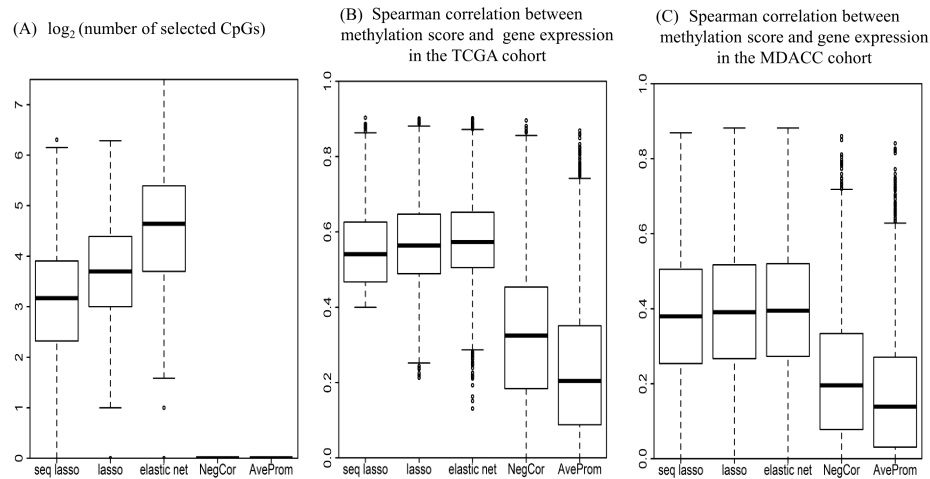 (A) log2 (number of selected CpGs)
(B) Spearman correlation between
methylation score and gene expression
in the TCGA cohort
(C) Spearman correlation between
methylation score and gene expression
in the MDACC cohort
7
6
5
4
3
2
1
0
seq lasso lasso elastic net NegCor AveProm
1.0
0.8
0.6
0.4
0.2
0.0
seq lasso lasso elastic net NegCor AveProm
1.0
0.8
0.6
0.4
0.2
0.0
seq lasso lasso elastic net NegCor AveProm